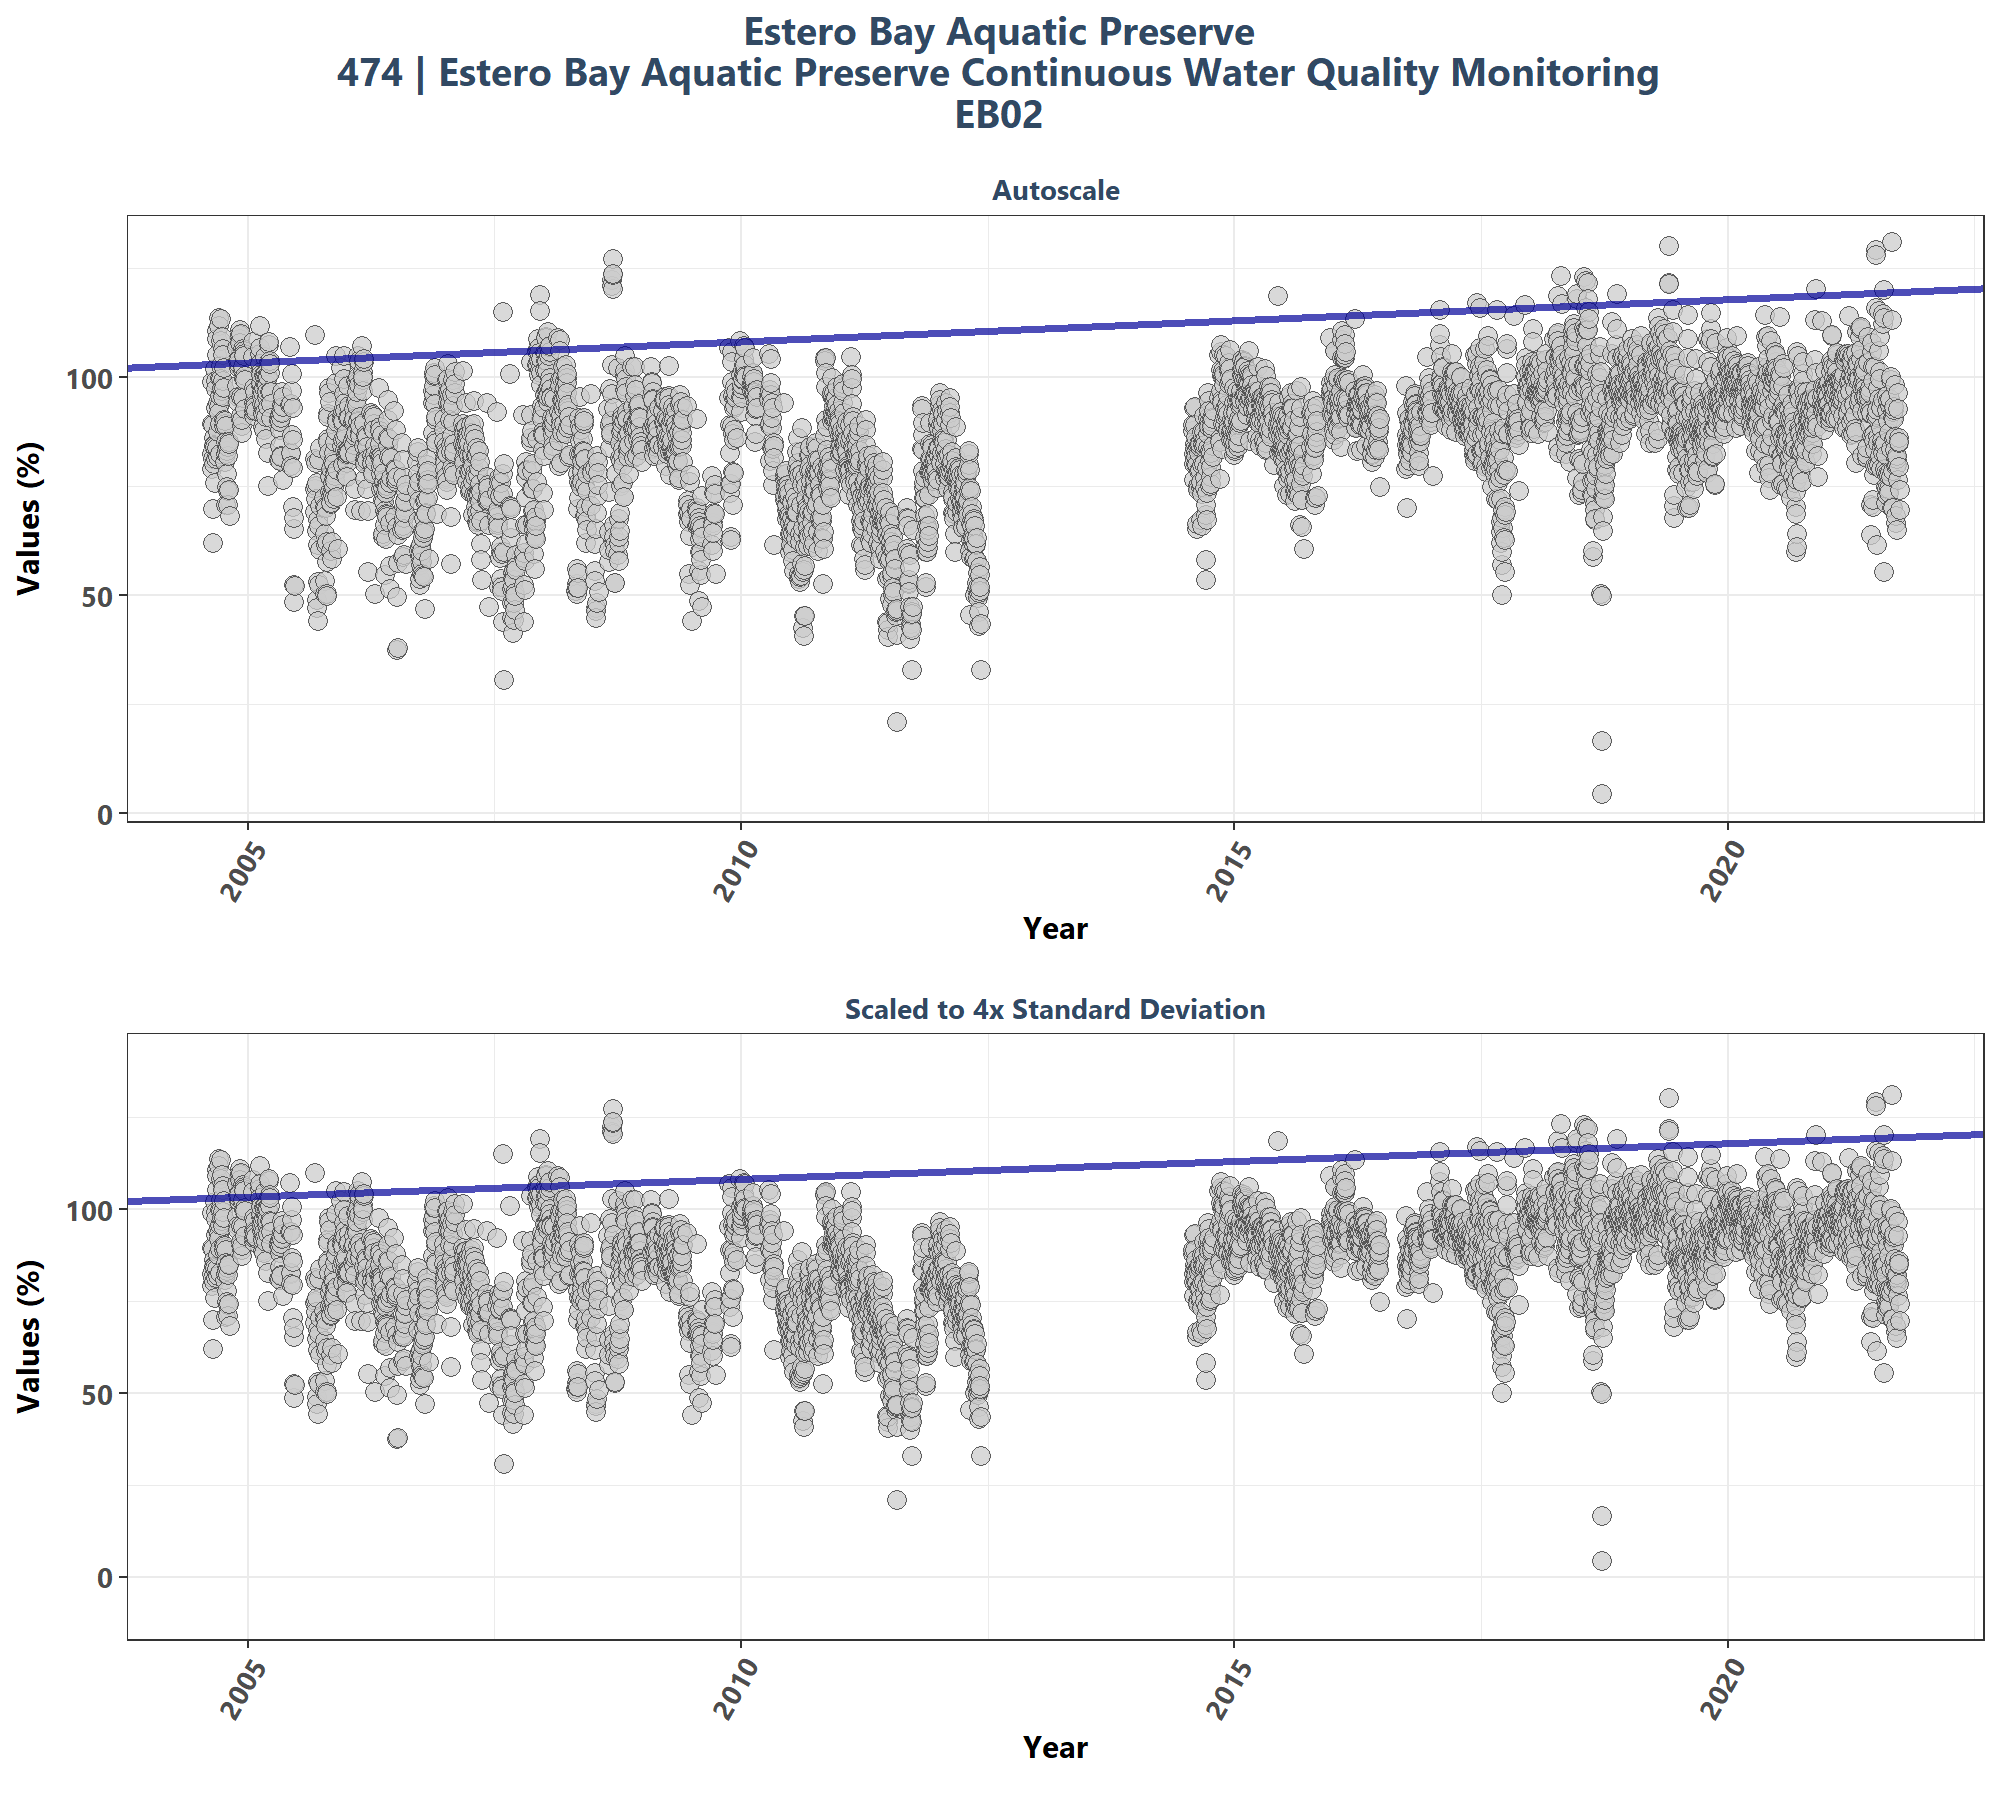 Estero Bay Aquatic Preserve
474 | Estero Bay Aquatic Preserve Continuous Water Quality Monitoring
EB02
Autoscale
Values (%)
100
50
0
2005
2010
2015
2020
Year
Scaled to 4x Standard Deviation
Values (%)
100
50
0
2005
2010
2015
2020
Year